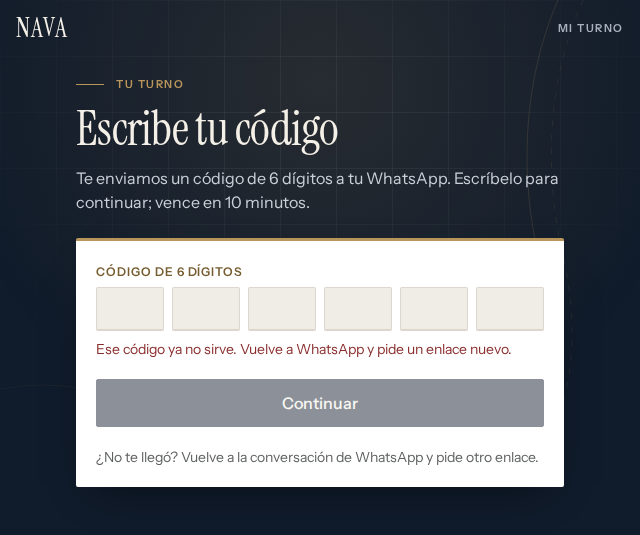 NAVA
MI TURNO
TU TURNO
Escribe tu código
Te enviamos un código de 6 dígitos a tu WhatsApp. Escríbelo para
continuar; vence en 10 minutos.
CÓDIGO DE 6 DÍGITOS
Ese código ya no sirve. Vuelve a WhatsApp y pide un enlace nuevo.
Continuar
¿No te llegó? Vuelve a la conversación de WhatsApp y pide otro enlace.